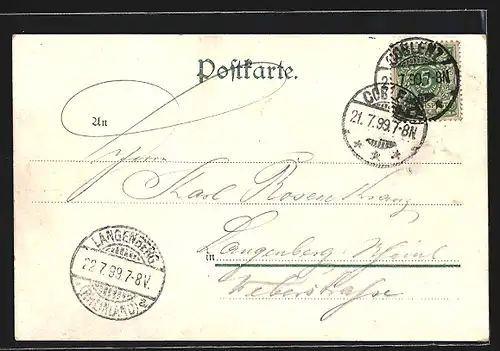 Postkarte.
COBLENZ
21.7.99.7-8N.
COBLENZ
21.7.99.7-8N.
An
Herrn
Karl Rosenkranz
in Langenberg Rheinl.
Weberstrasse
LANGENBERG
22.7.99.7-8V.
(RHEINLAND)
a